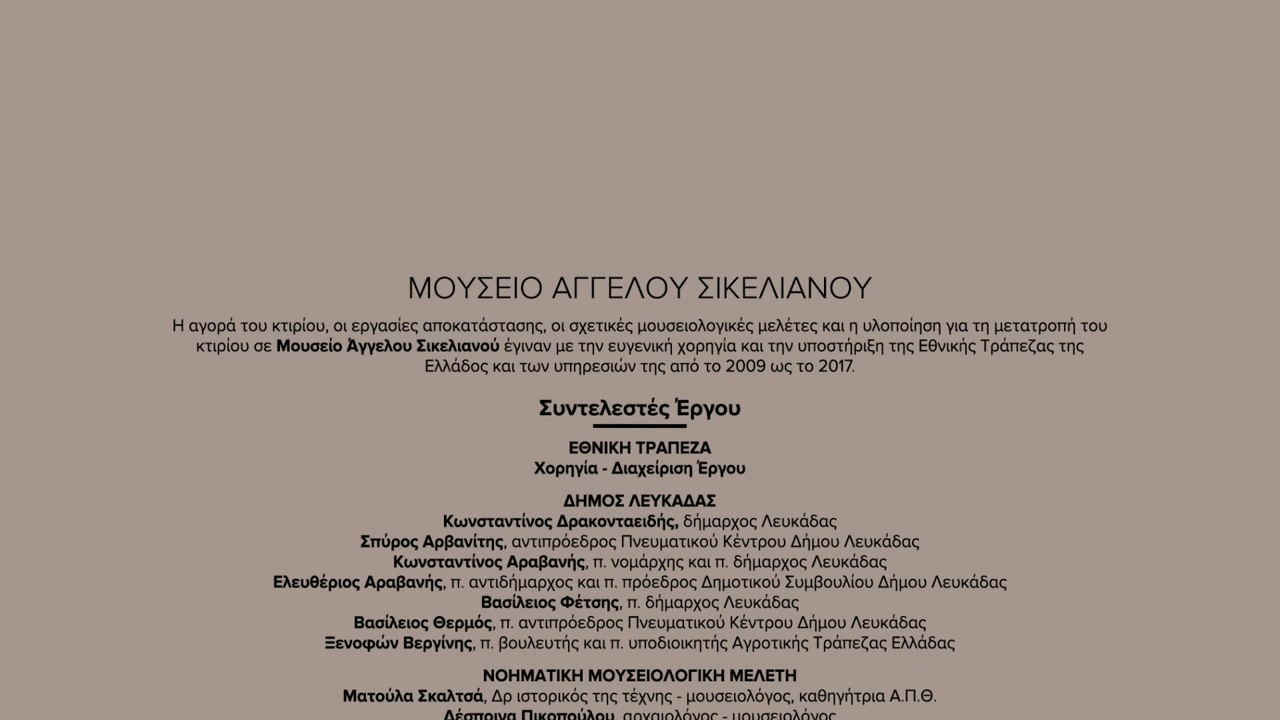 ΜΟΥΣΕΙΟ ΑΓΓΕΛΟΥ ΣΙΚΕΛΙΑΝΟΥ
Η αγορά του κτιρίου, οι εργασίες αποκατάστασης, οι σχετικές μουσειολογικές μελέτες και η υλοποίηση για τη μετατροπή του
κτιρίου σε Μουσείο Άγγελου Σικελιανού έγιναν με την ευγενική χορηγία και την υποστήριξη της Εθνικής Τράπεζας της
Ελλάδος και των υπηρεσιών της από το 2009 ως το 2017.
Συντελεστές Έργου
ΕΘΝΙΚΗ ΤΡΑΠΕΖΑ
Χορηγία - Διαχείριση Έργου
ΔΗΜΟΣ ΛΕΥΚΑΔΑΣ
Κωνσταντίνος Δρακονταειδής, δήμαρχος Λευκάδας
Σπύρος Αρβανίτης, αντιπρόεδρος Πνευματικού Κέντρου Δήμου Λευκάδας
Κωνσταντίνος Αραβανής, π. νομάρχης και π. δήμαρχος Λευκάδας
Ελευθέριος Αραβανής, π. αντιδήμαρχος και π. πρόεδρος Δημοτικού Συμβουλίου Δήμου Λευκάδας
Βασίλειος Φέτσης, π. δήμαρχος Λευκάδας
Βασίλειος Θερμός, π. αντιπρόεδρος Πνευματικού Κέντρου Δήμου Λευκάδας
Ξενοφών Βεργίνης, π. βουλευτής και π. υποδιοικητής Αγροτικής Τράπεζας Ελλάδας
ΝΟΗΜΑΤΙΚΗ ΜΟΥΣΕΙΟΛΟΓΙΚΗ ΜΕΛΕΤΗ
Ματούλα Σκαλτσά, Δρ ιστορικός της τέχνης - μουσειολόγος, καθηγήτρια Α.Π.Θ.
Δέσποινα Πικοπούλου, αρχαιολόγος - μουσειολόγος